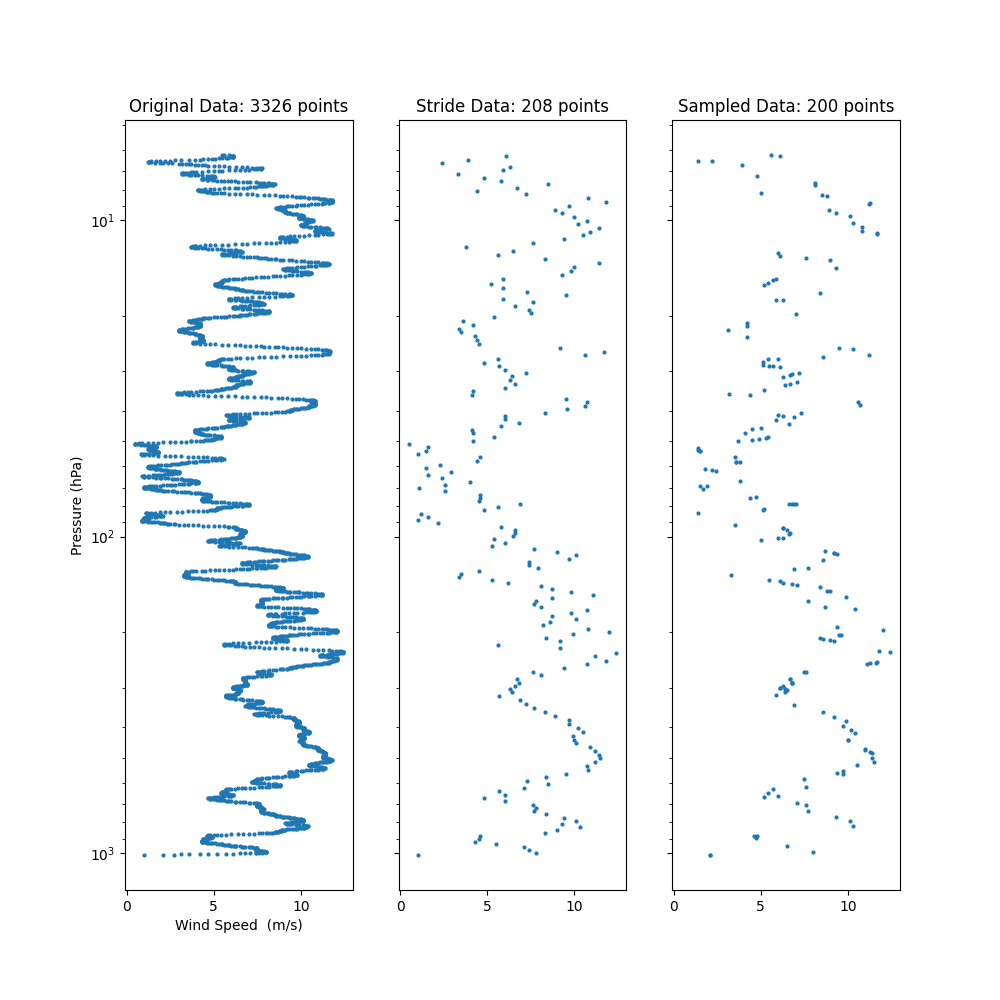 Original Data: 3326 points
Stride Data: 208 points
Sampled Data: 200 points
Pressure (hPa)
10¹
10²
10³
0 5 10
0 5 10
0 5 10
Wind Speed (m/s)